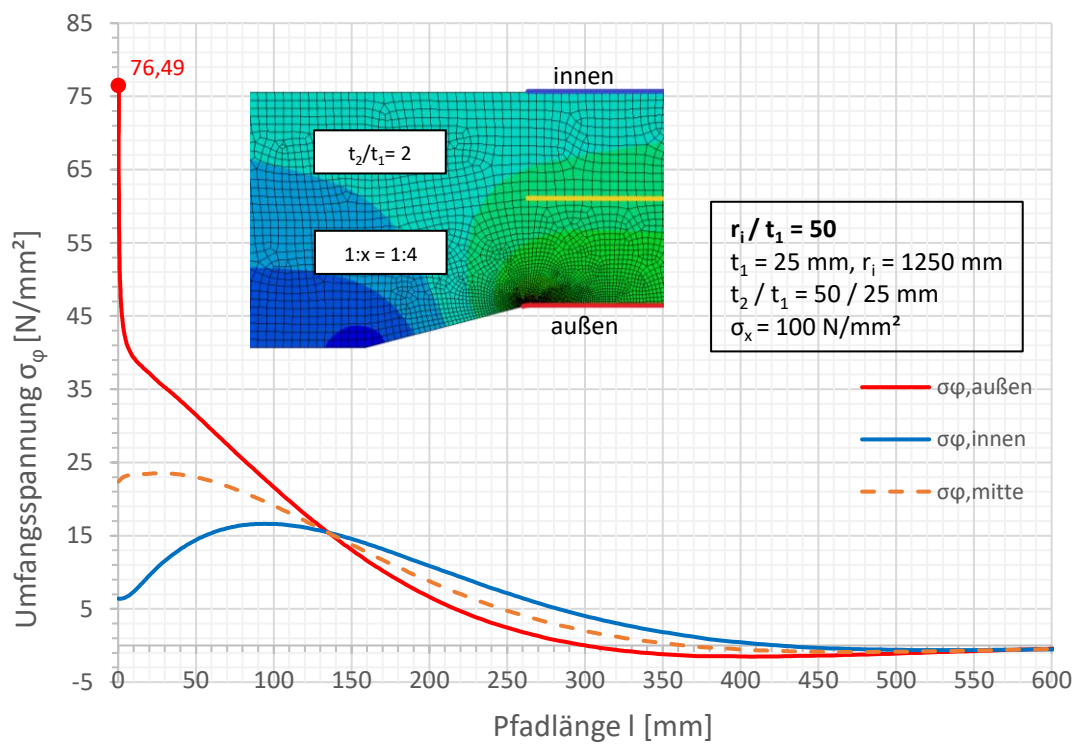 Umfangsspannung σφ [N/mm²]
85
75
65
55
45
35
25
15
5
-5
76,49
innen
t₂/t₁= 2
1:x = 1:4
außen
rᵢ / t₁ = 50
t₁ = 25 mm, rᵢ = 1250 mm
t₂ / t₁ = 50 / 25 mm
σₓ = 100 N/mm²
σφ,außen
σφ,innen
σφ,mitte
0 50 100 150 200 250 300 350 400 450 500 550 600
Pfadlänge l [mm]